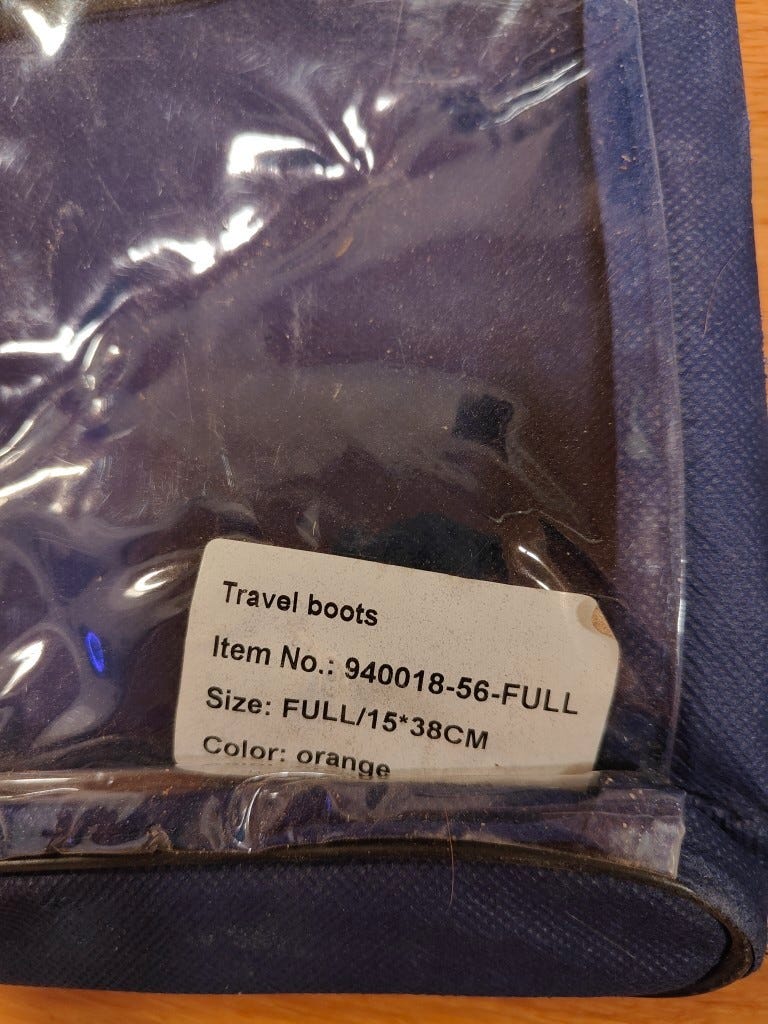 Travel boots
Item No.: 940018-56-FULL
Size: FULL/15*38CM
Color: orange